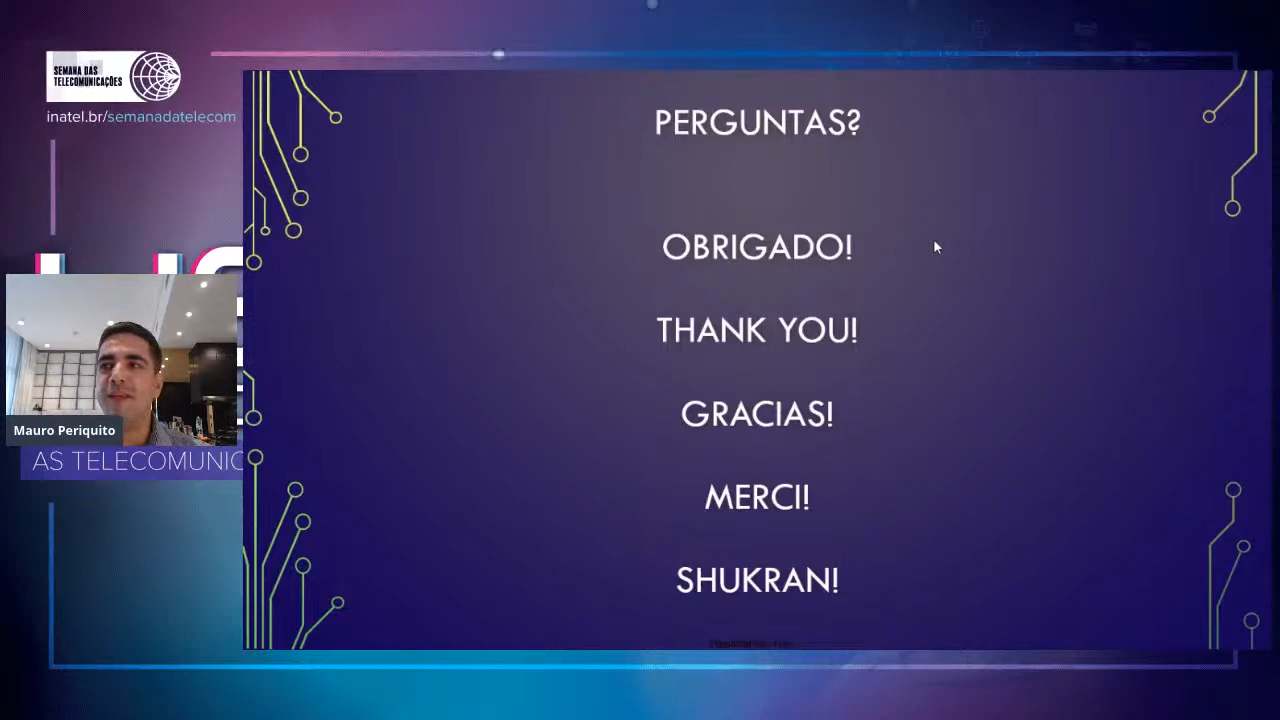 SEMANA DAS
TELECOMUNICAÇÕES
inatel.br/semanadatelecom
PERGUNTAS?
OBRIGADO!
THANK YOU!
GRACIAS!
MERCI!
SHUKRAN!
Mauro Periquito
AS TELECOMUNIC